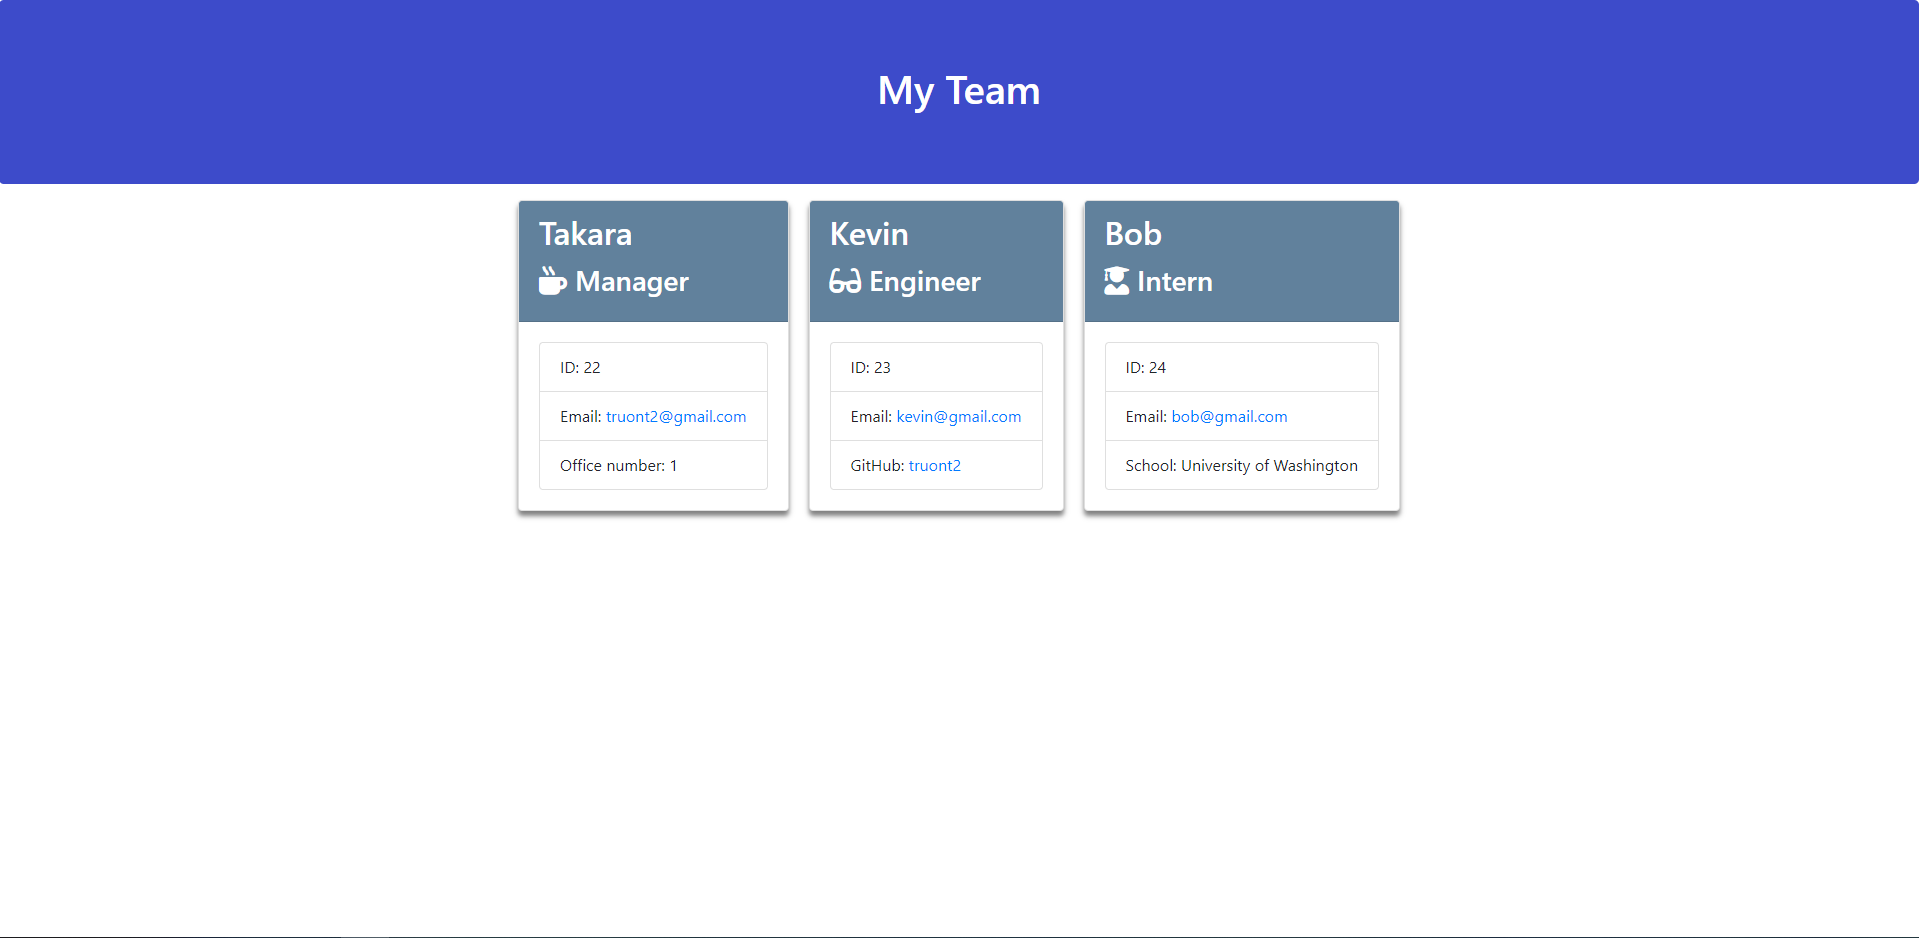 My Team
Takara
Manager
ID: 22
Email: truont2@gmail.com
Office number: 1
Kevin
Engineer
ID: 23
Email: kevin@gmail.com
GitHub: truont2
Bob
Intern
ID: 24
Email: bob@gmail.com
School: University of Washington